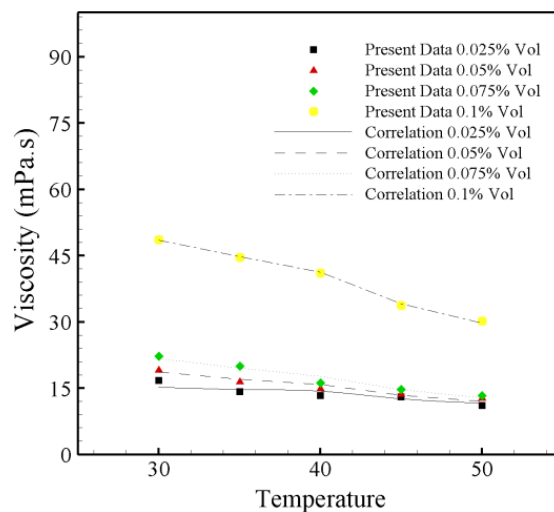 90
75
60
45
30
15
0
Viscosity (mPa.s)
Present Data 0.025% Vol
Present Data 0.05% Vol
Present Data 0.075% Vol
Present Data 0.1% Vol
Correlation 0.025% Vol
Correlation 0.05% Vol
Correlation 0.075% Vol
Correlation 0.1% Vol
30 40 50
Temperature